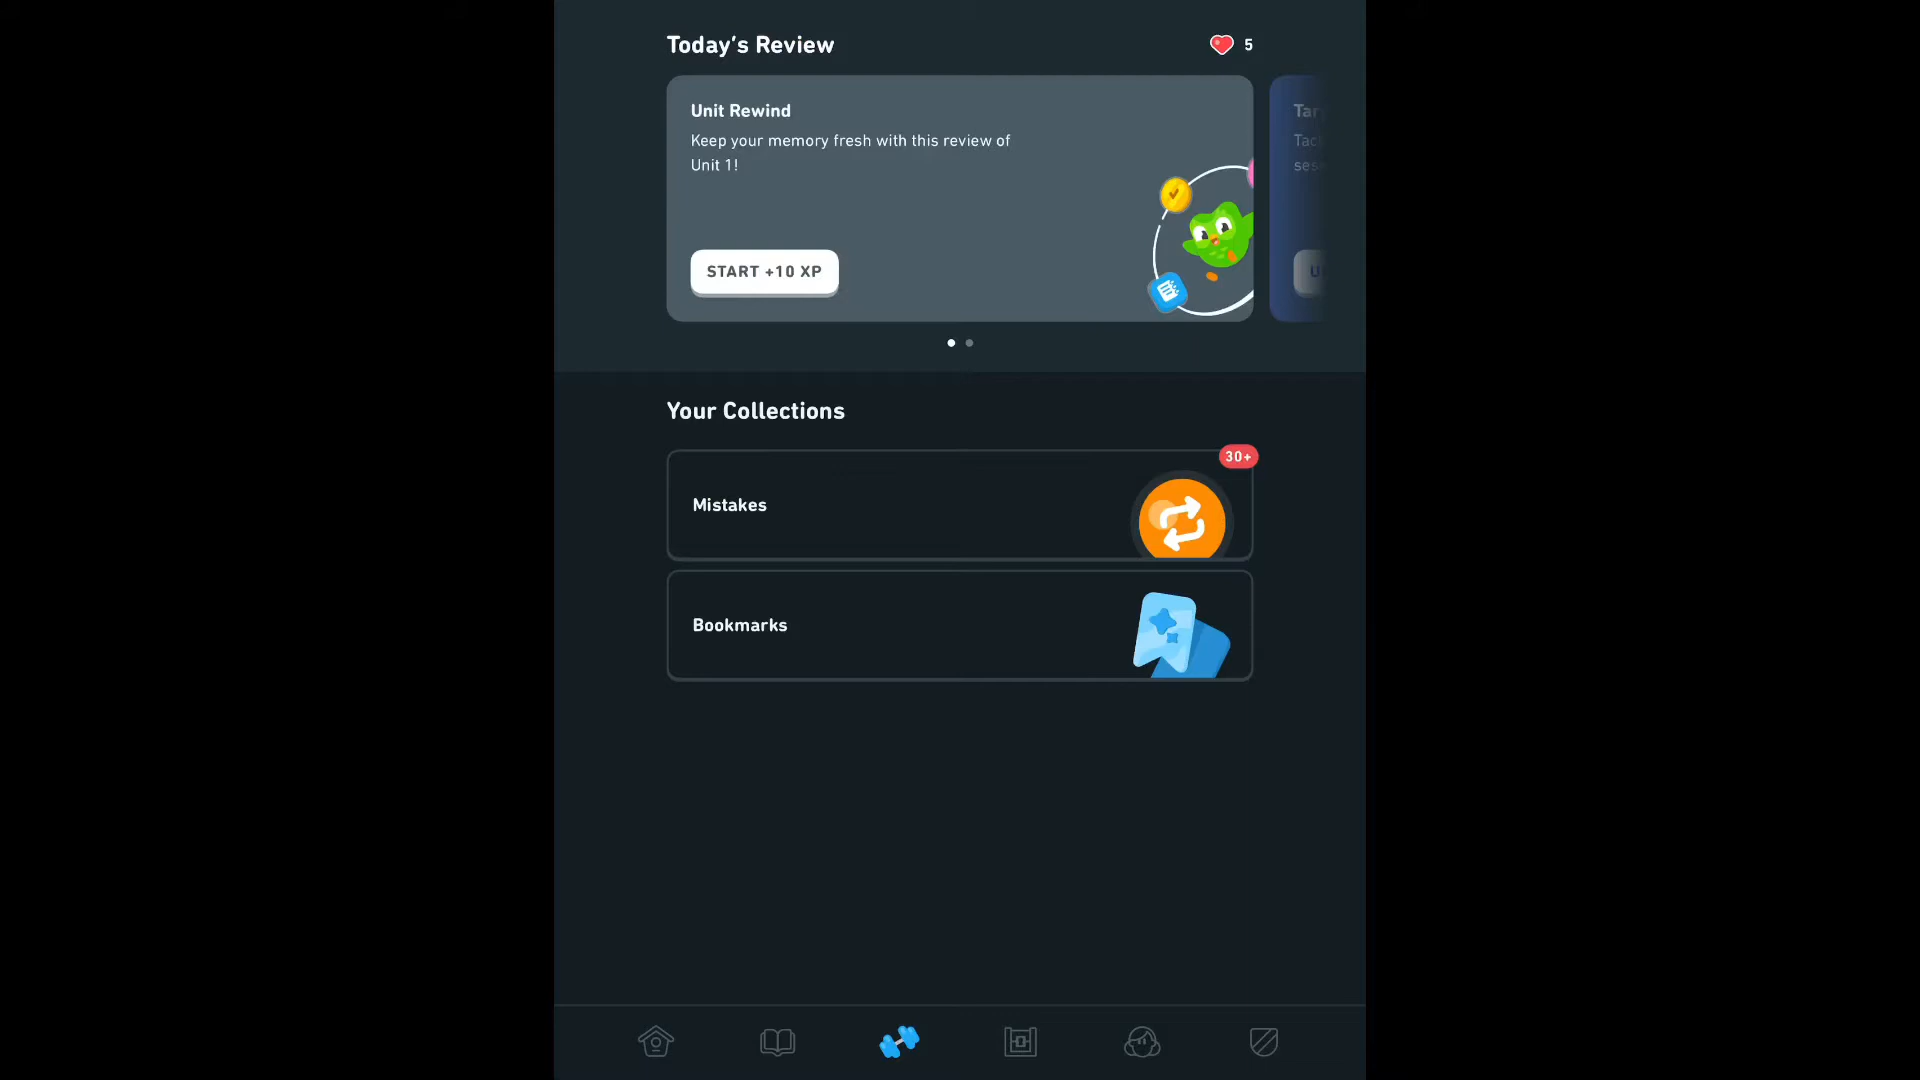 Today's Review
5
Unit Rewind
Keep your memory fresh with this review of
Unit 1!
START +10 XP
Your Collections
30+
Mistakes
Bookmarks